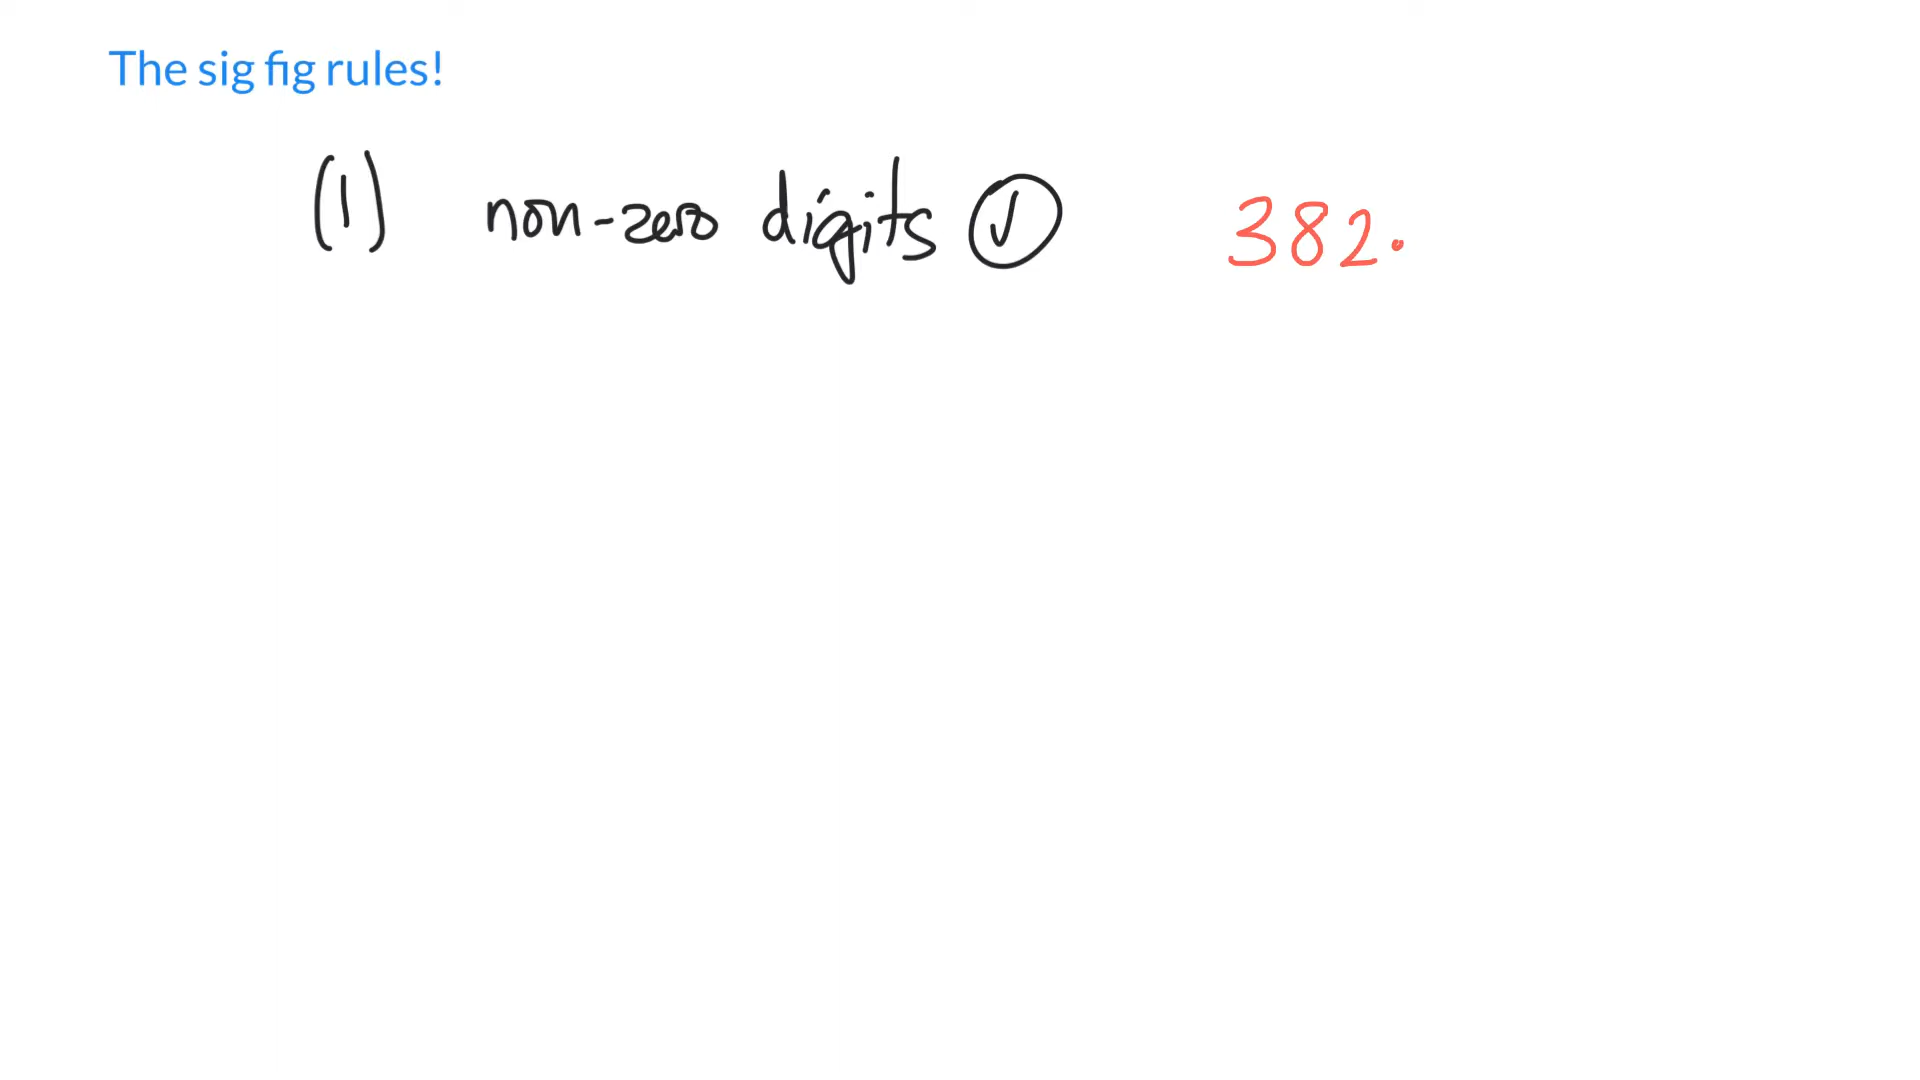 The sig fig rules!
(1) non-zero digits ✓ 382.